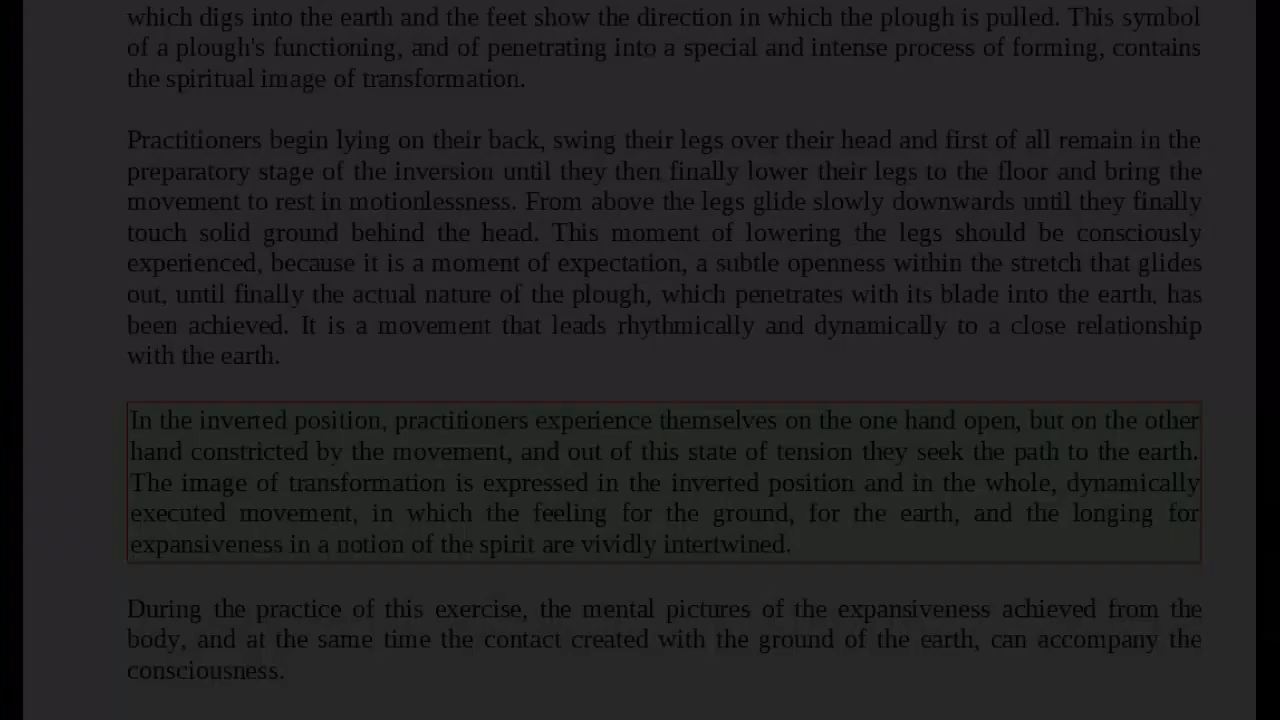 which digs into the earth and the feet show the direction in which the plough is pulled. This symbol
of a plough's functioning, and of penetrating into a special and intense process of forming, contains
the spiritual image of transformation.
Practitioners begin lying on their back, swing their legs over their head and first of all remain in the
preparatory stage of the inversion until they then finally lower their legs to the floor and bring the
movement to rest in motionlessness. From above the legs glide slowly downwards until they finally
touch solid ground behind the head. This moment of lowering the legs should be consciously
experienced, because it is a moment of expectation, a subtle openness within the stretch that glides
out, until finally the actual nature of the plough, which penetrates with its blade into the earth. has
been achieved. It is a movement that leads rhythmically and dynamically to a close relationship
with the earth.
In the inverted position, practitioners experience themselves on the one hand open, but on the other
hand constricted by the movement, and out of this state of tension they seek the path to the earth.
The image of transformation is expressed in the inverted position and in the whole, dynamically
executed movement, in which the feeling for the ground, for the earth, and the longing for
expansiveness in a notion of the spirit are vividly intertwined.
During the practice of this exercise, the mental pictures of the expansiveness achieved from the
body, and at the same time the contact created with the ground of the earth, can accompany the
consciousness.